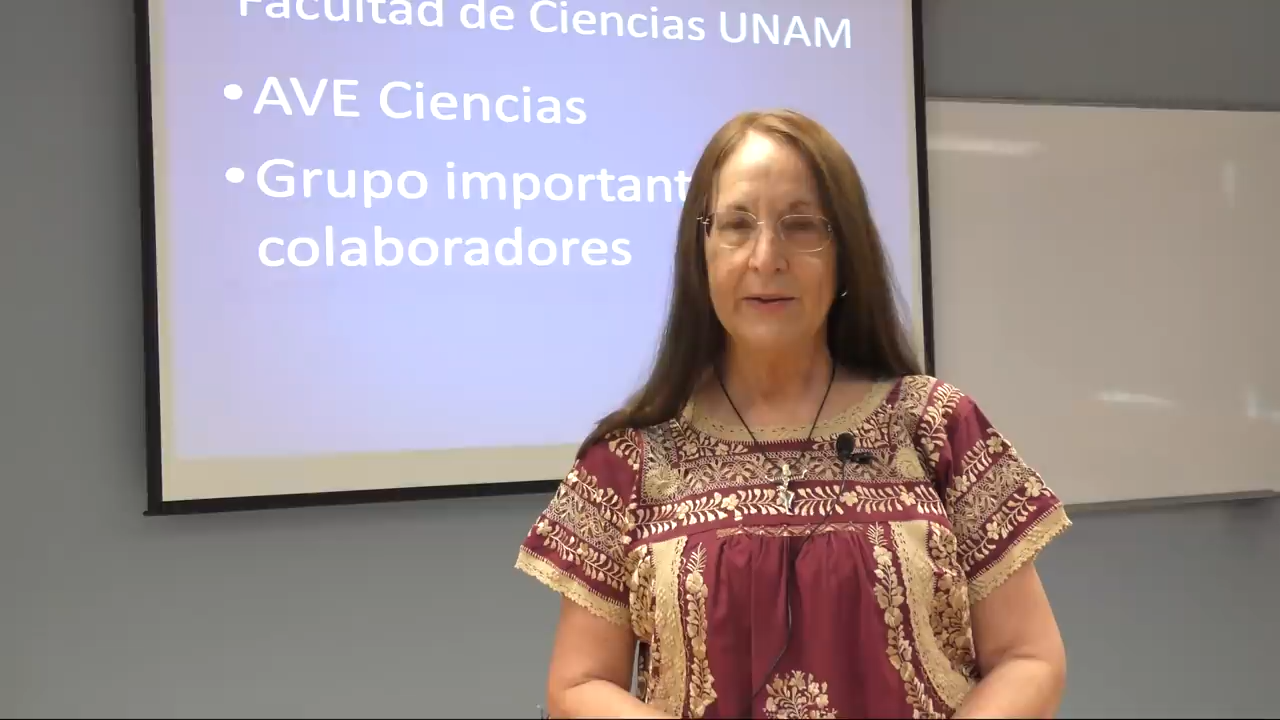 Facultad de Ciencias UNAM
• AVE Ciencias
• Grupo important
colaboradores